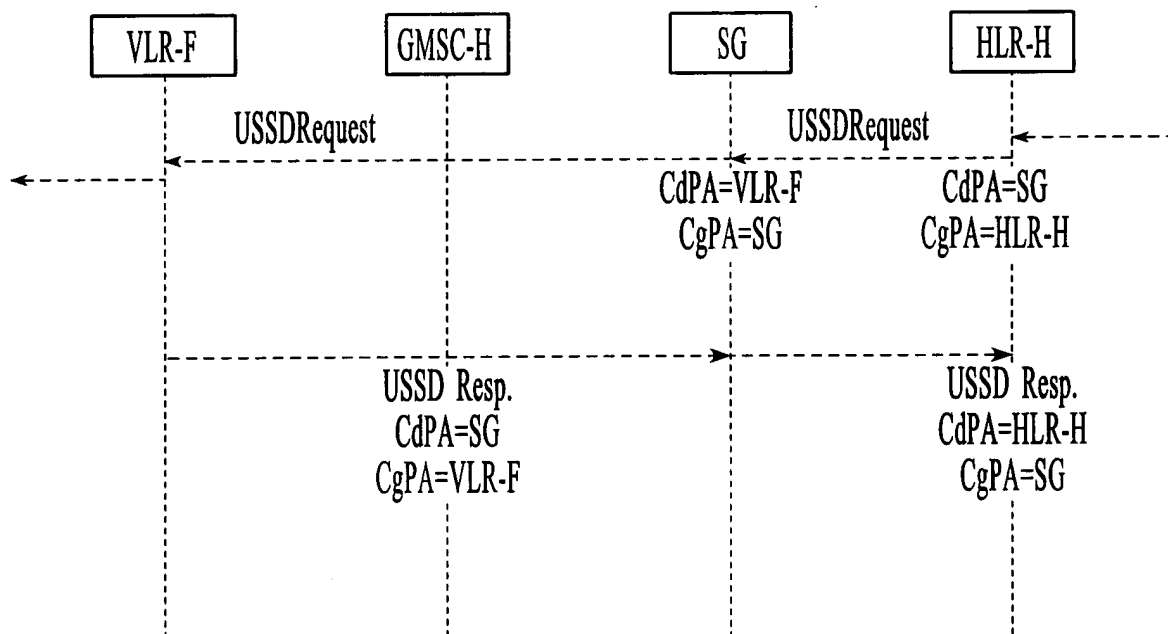 VLR-F
GMSC-H
SG
HLR-H
USSDRequest
USSDRequest
CdPA=VLR-F
CgPA=SG
CdPA=SG
CgPA=HLR-H
USSD Resp.
CdPA=SG
CgPA=VLR-F
USSD Resp.
CdPA=HLR-H
CgPA=SG